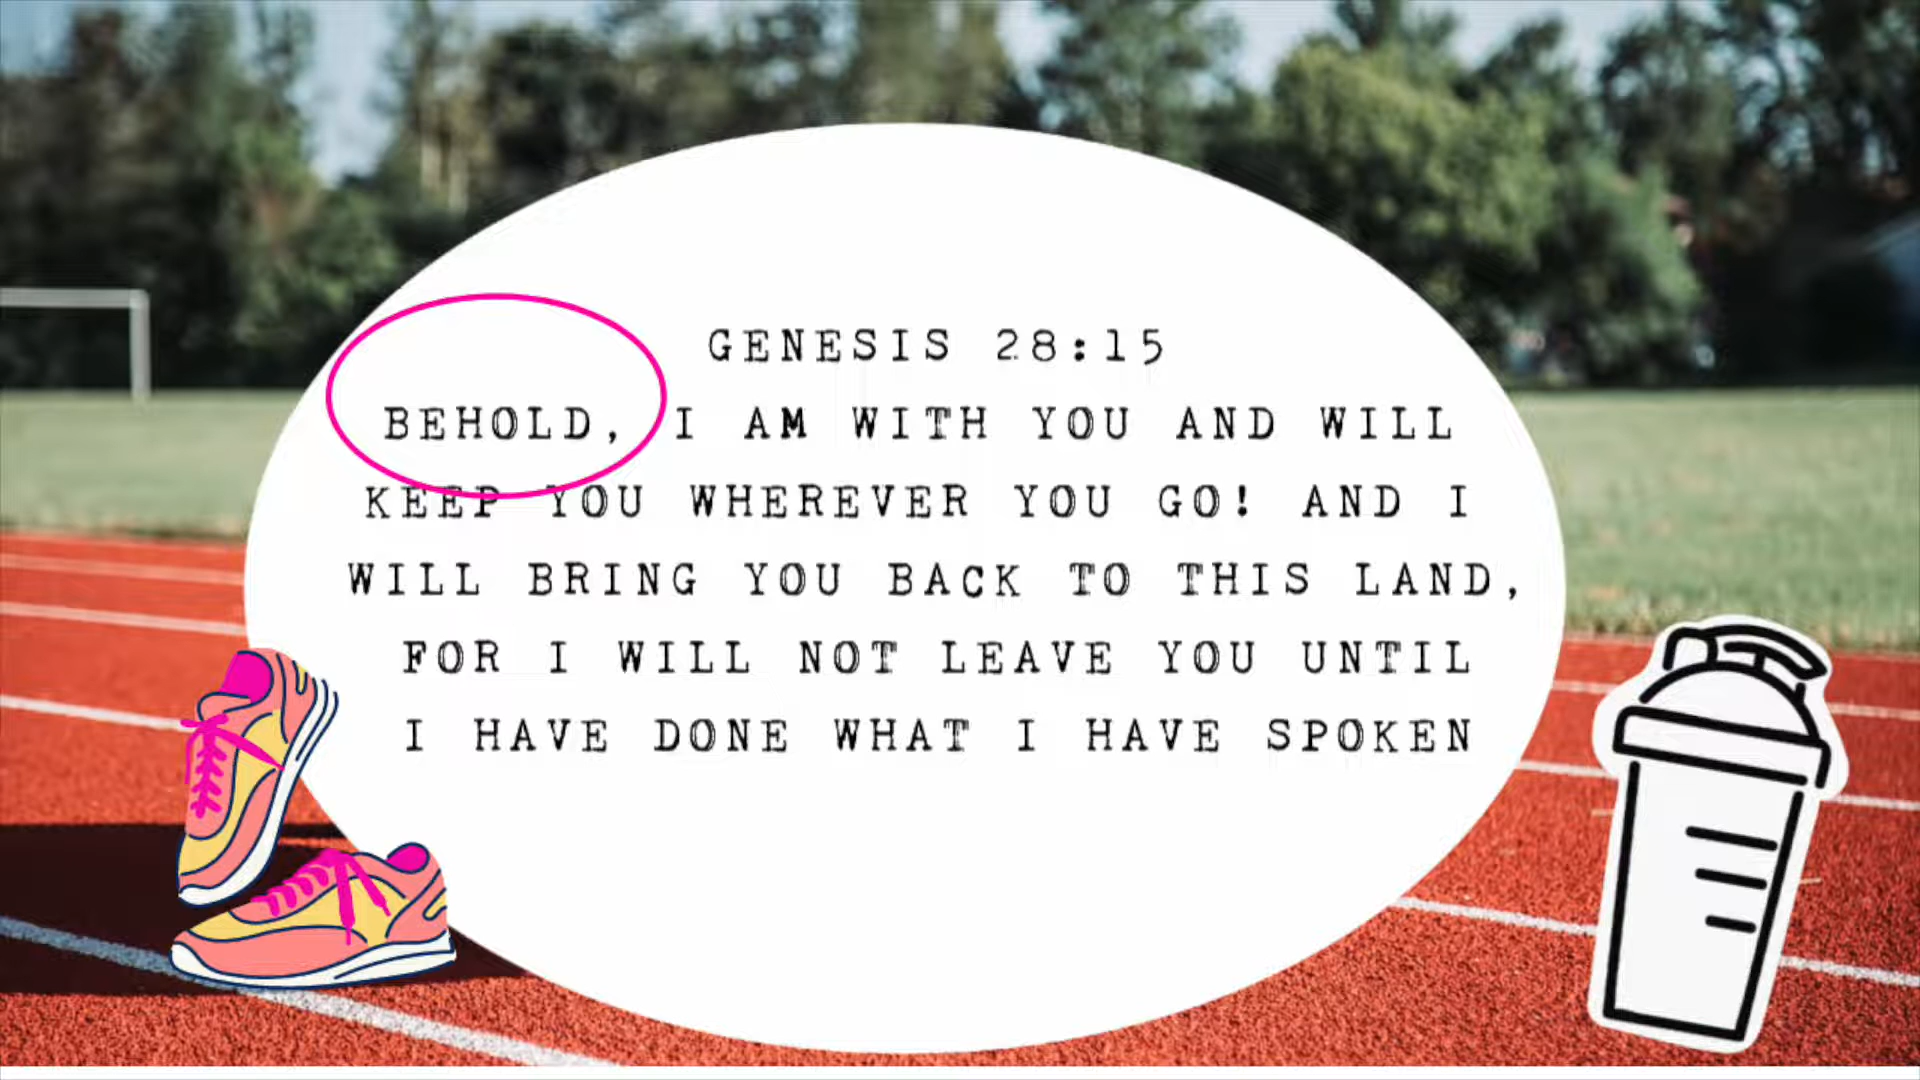 GENESIS 28:15
BEHOLD, I AM WITH YOU AND WILL
KEEP YOU WHEREVER YOU GO! AND I
WILL BRING YOU BACK TO THIS LAND,
FOR I WILL NOT LEAVE YOU UNTIL
I HAVE DONE WHAT I HAVE SPOKEN